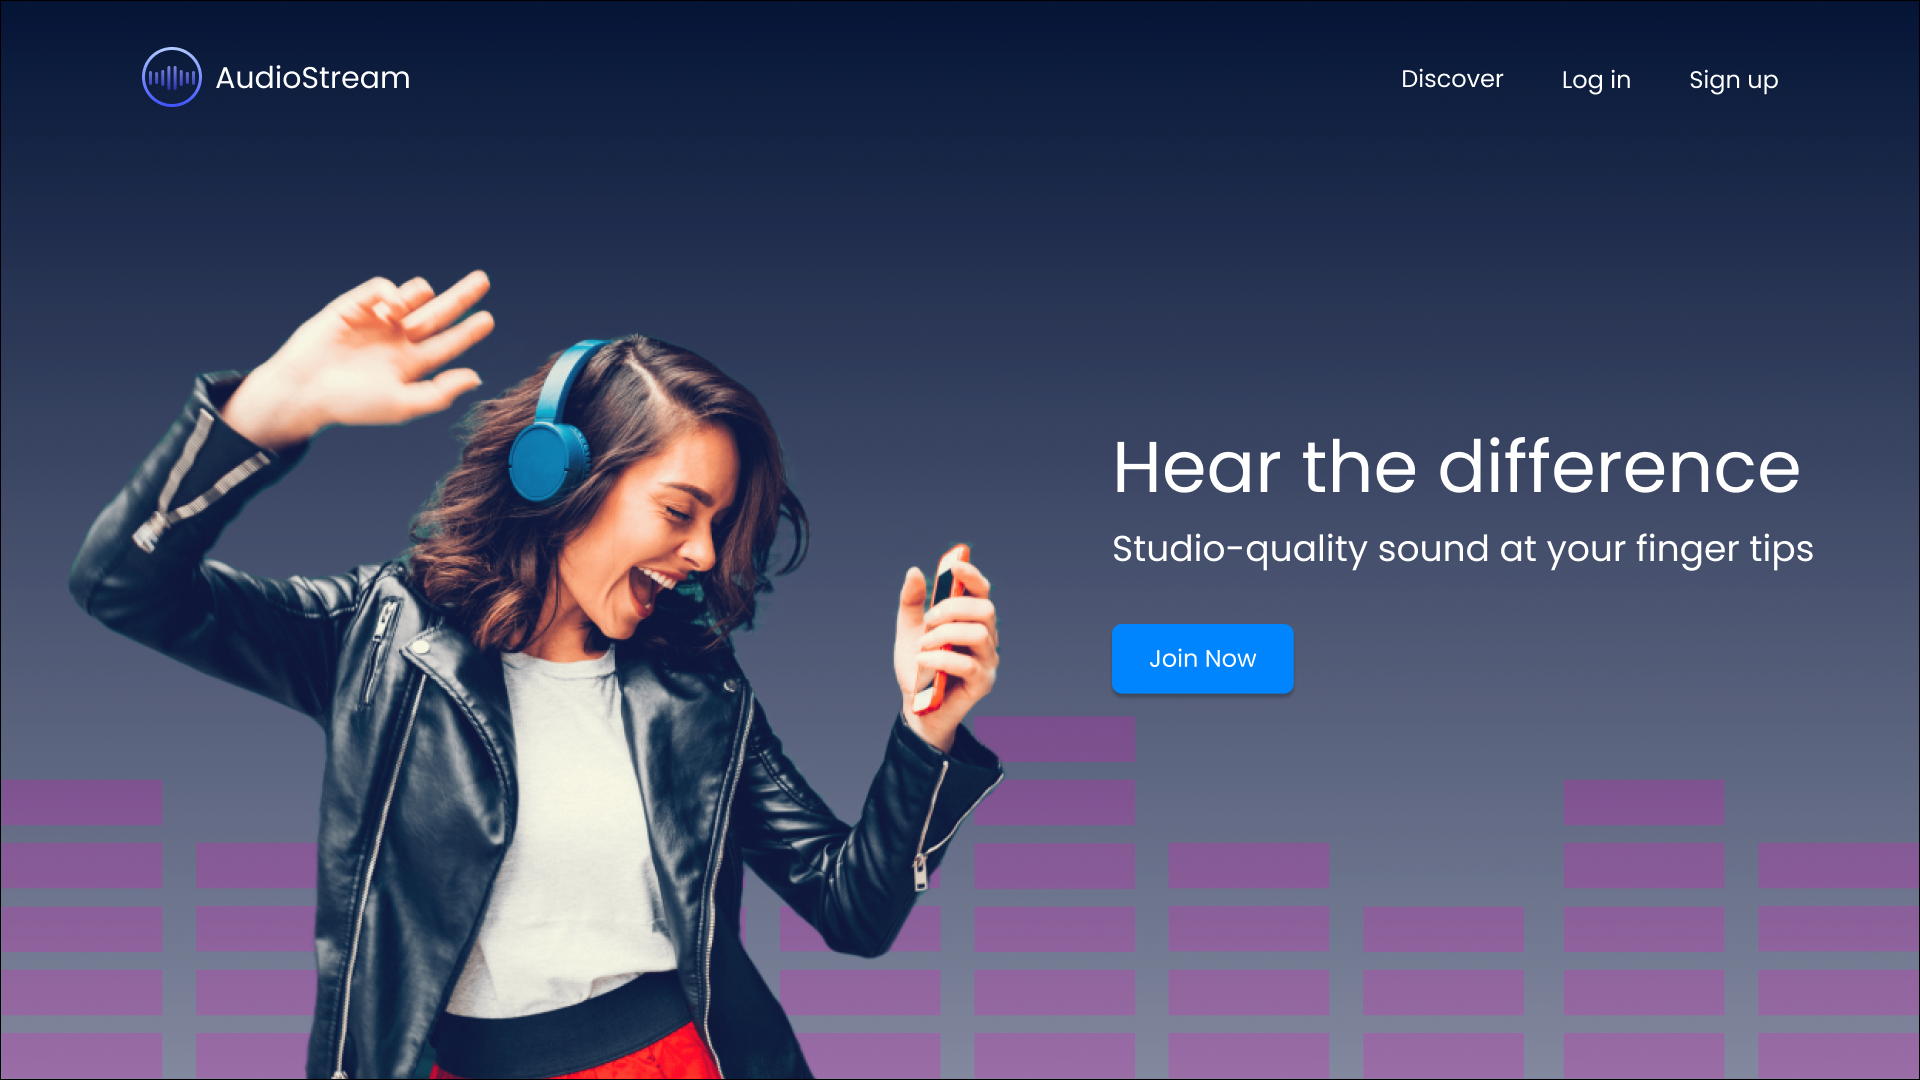 AudioStream
Discover
Log in
Sign up
Hear the difference
Studio-quality sound at your finger tips
Join Now